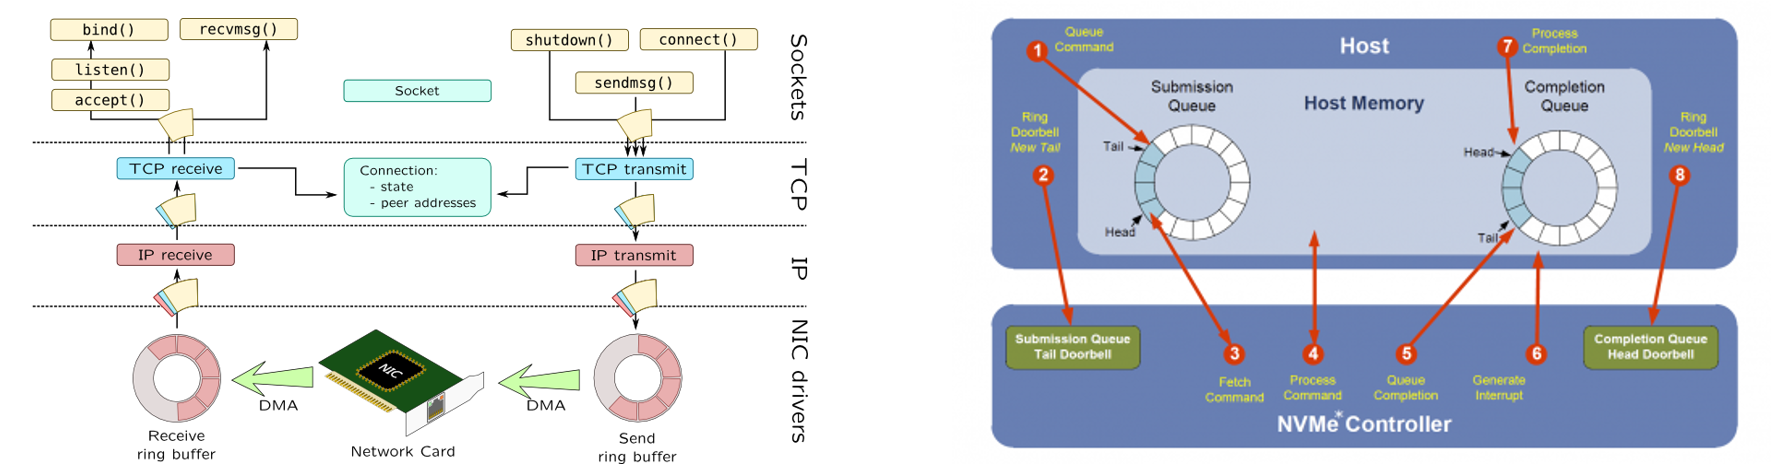 bind()
recvmsg()
listen()
accept()
shutdown()
connect()
sendmsg()
Socket
Sockets
TCP receive
Connection:
- state
- peer addresses
TCP transmit
TCP
IP receive
IP transmit
IP
NIC
DMA
DMA
Receive
ring buffer
Network Card
Send
ring buffer
NIC drivers
Host
1
Queue
Command
7
Process
Completion
Submission
Queue
Host Memory
Completion
Queue
Ring
Doorbell
New Tail
2
Tail
Head
Head
Tail
Ring
Doorbell
New Head
8
Submission Queue
Tail Doorbell
3
Fetch
Command
4
Process
Command
5
Queue
Completion
6
Generate
Interrupt
Completion Queue
Head Doorbell
NVMe* Controller